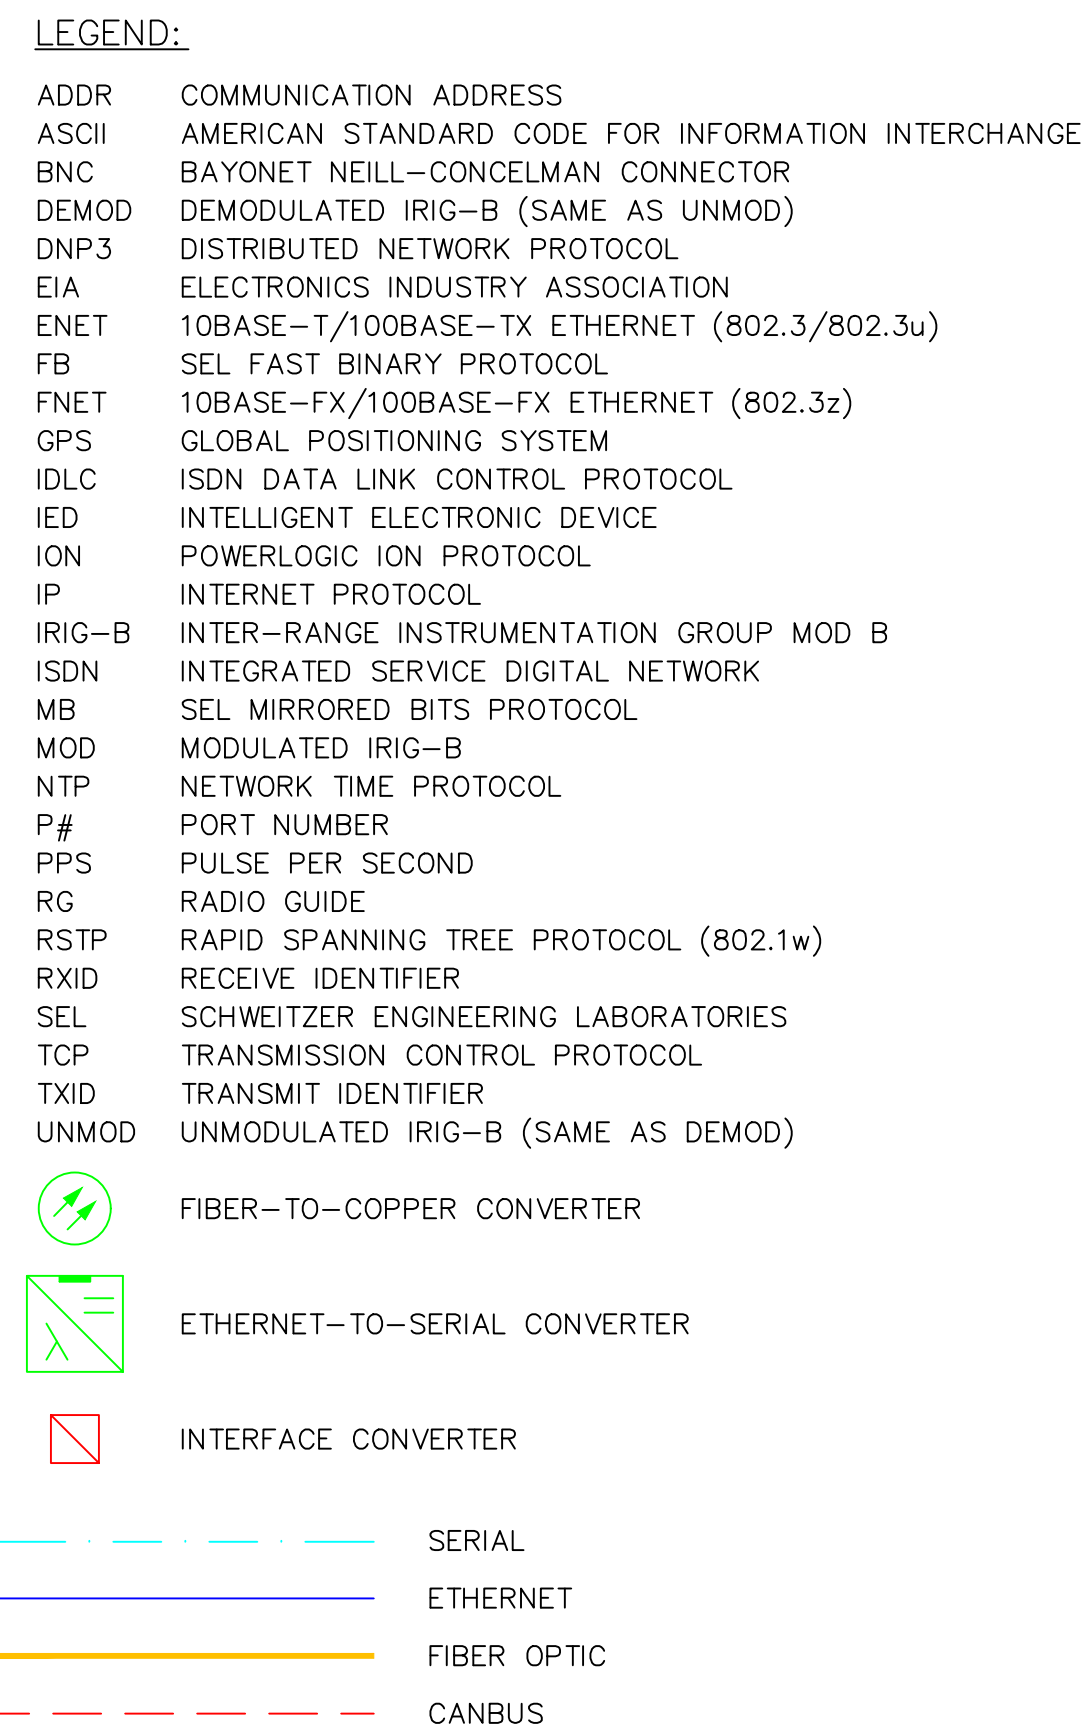 LEGEND:
ADDR COMMUNICATION ADDRESS
ASCII AMERICAN STANDARD CODE FOR INFORMATION INTERCHANGE
BNC BAYONET NEILL-CONCELMAN CONNECTOR
DEMOD DEMODULATED IRIG-B (SAME AS UNMOD)
DNP3 DISTRIBUTED NETWORK PROTOCOL
EIA ELECTRONICS INDUSTRY ASSOCIATION
ENET 10BASE-T/100BASE-TX ETHERNET (802.3/802.3u)
FB SEL FAST BINARY PROTOCOL
FNET 10BASE-FX/100BASE-FX ETHERNET (802.3z)
GPS GLOBAL POSITIONING SYSTEM
IDLC ISDN DATA LINK CONTROL PROTOCOL
IED INTELLIGENT ELECTRONIC DEVICE
ION POWERLOGIC ION PROTOCOL
IP INTERNET PROTOCOL
IRIG-B INTER-RANGE INSTRUMENTATION GROUP MOD B
ISDN INTEGRATED SERVICE DIGITAL NETWORK
MB SEL MIRRORED BITS PROTOCOL
MOD MODULATED IRIG-B
NTP NETWORK TIME PROTOCOL
P# PORT NUMBER
PPS PULSE PER SECOND
RG RADIO GUIDE
RSTP RAPID SPANNING TREE PROTOCOL (802.1w)
RXID RECEIVE IDENTIFIER
SEL SCHWEITZER ENGINEERING LABORATORIES
TCP TRANSMISSION CONTROL PROTOCOL
TXID TRANSMIT IDENTIFIER
UNMOD UNMODULATED IRIG-B (SAME AS DEMOD)
FIBER-TO-COPPER CONVERTER
λ ETHERNET-TO-SERIAL CONVERTER
INTERFACE CONVERTER
SERIAL
ETHERNET
FIBER OPTIC
CANBUS